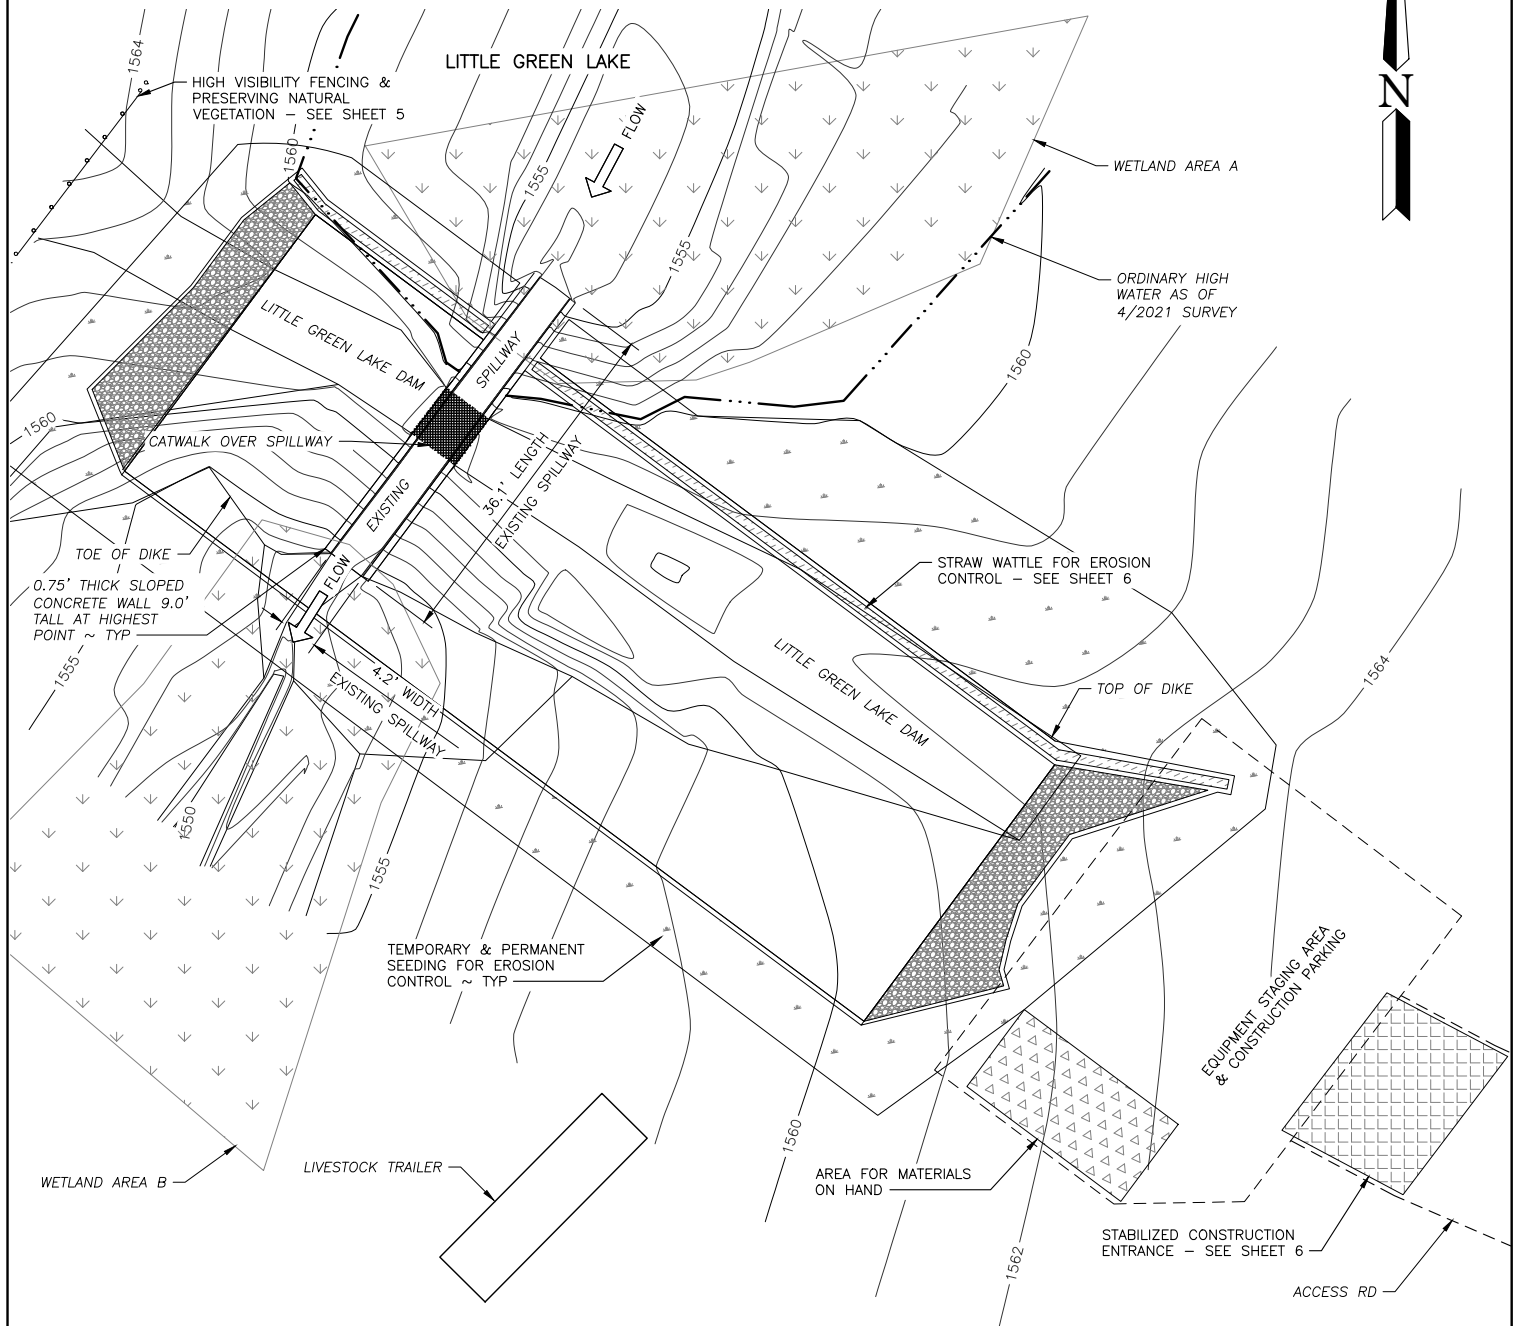 LITTLE GREEN LAKE
1564
HIGH VISIBILITY FENCING &
PRESERVING NATURAL
VEGETATION – SEE SHEET 5
1560
FLOW
1555
N
WETLAND AREA A
1555
ORDINARY HIGH
WATER AS OF
4/2021 SURVEY
LITTLE GREEN LAKE DAM
SPILLWAY
1560
1560
CATWALK OVER SPILLWAY
36.1' LENGTH
EXISTING SPILLWAY
EXISTING
TOE OF DIKE
0.75' THICK SLOPED
CONCRETE WALL 9.0'
TALL AT HIGHEST
POINT ~ TYP
FLOW
STRAW WATTLE FOR EROSION
CONTROL – SEE SHEET 6
1555
4.2' WIDTH
EXISTING SPILLWAY
LITTLE GREEN LAKE DAM
TOP OF DIKE
1564
1550
1555
TEMPORARY & PERMANENT
SEEDING FOR EROSION
CONTROL ~ TYP
EQUIPMENT STAGING AREA
& CONSTRUCTION PARKING
1560
WETLAND AREA B
LIVESTOCK TRAILER
AREA FOR MATERIALS
ON HAND
1562
STABILIZED CONSTRUCTION
ENTRANCE – SEE SHEET 6
ACCESS RD